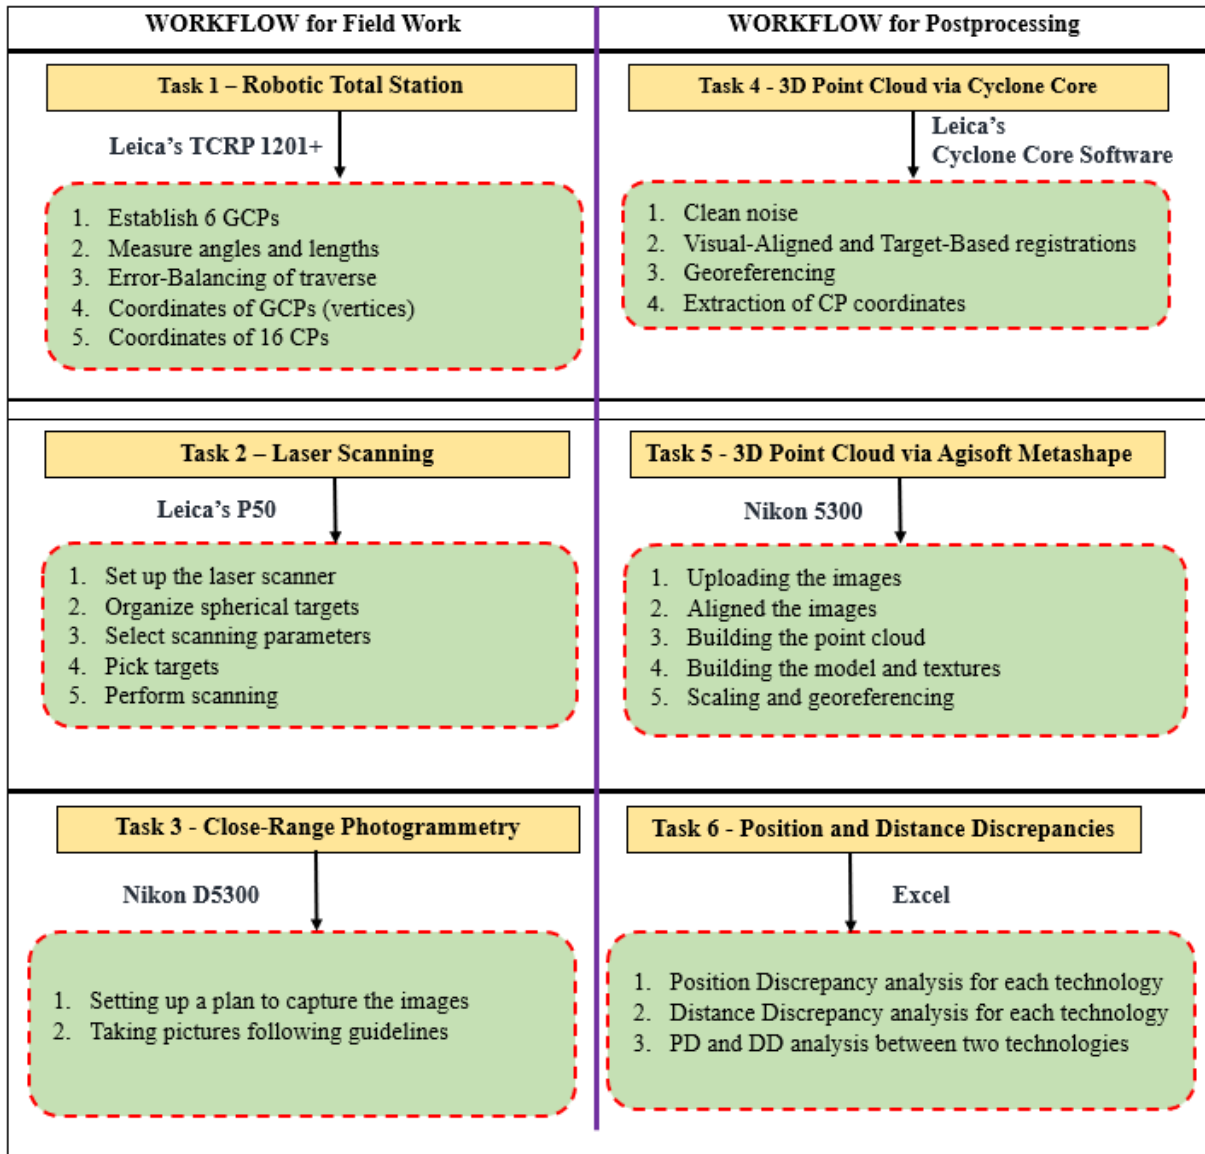 WORKFLOW for Field Work
Task 1 – Robotic Total Station
Leica's TCRP 1201+
1. Establish 6 GCPs
2. Measure angles and lengths
3. Error-Balancing of traverse
4. Coordinates of GCPs (vertices)
5. Coordinates of 16 CPs
Task 2 – Laser Scanning
Leica's P50
1. Set up the laser scanner
2. Organize spherical targets
3. Select scanning parameters
4. Pick targets
5. Perform scanning
Task 3 - Close-Range Photogrammetry
Nikon D5300
1. Setting up a plan to capture the images
2. Taking pictures following guidelines
WORKFLOW for Postprocessing
Task 4 - 3D Point Cloud via Cyclone Core
Leica's
Cyclone Core Software
1. Clean noise
2. Visual-Aligned and Target-Based registrations
3. Georeferencing
4. Extraction of CP coordinates
Task 5 - 3D Point Cloud via Agisoft Metashape
Nikon 5300
1. Uploading the images
2. Aligned the images
3. Building the point cloud
4. Building the model and textures
5. Scaling and georeferencing
Task 6 - Position and Distance Discrepancies
Excel
1. Position Discrepancy analysis for each technology
2. Distance Discrepancy analysis for each technology
3. PD and DD analysis between two technologies